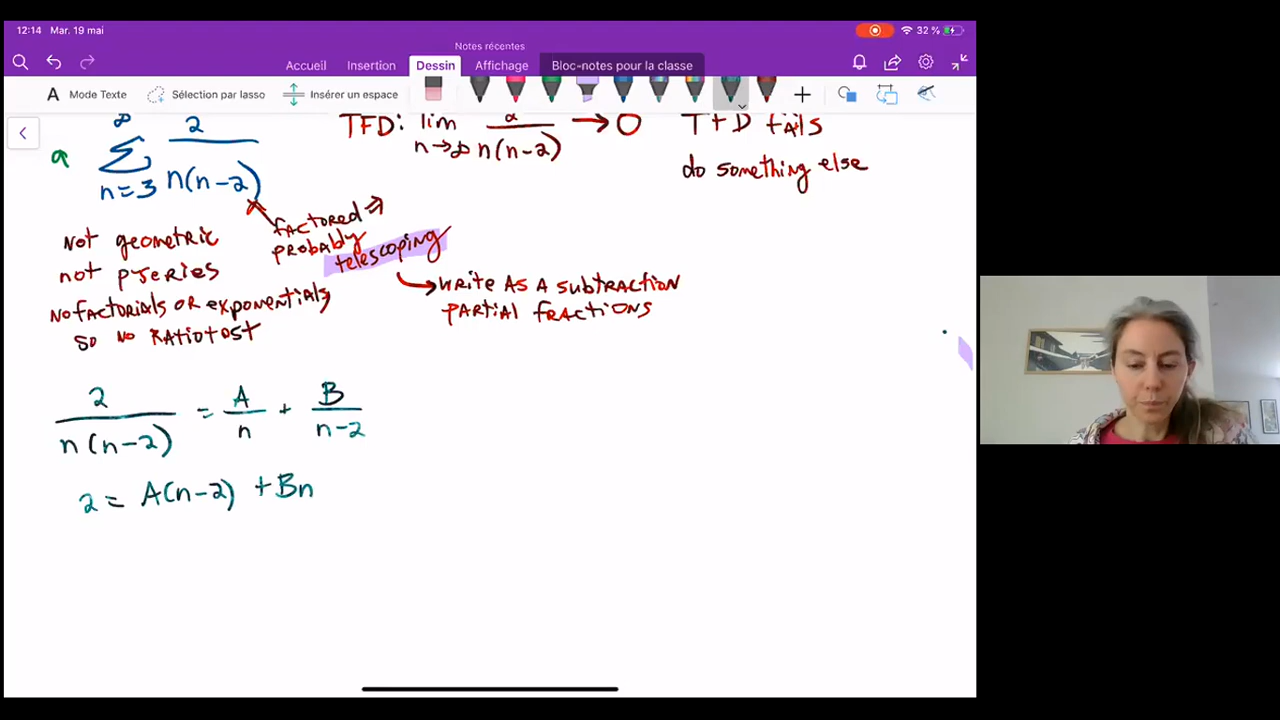 12:14 Mar. 19 mai
32 %
Notes récentes
Accueil Insertion Dessin Affichage Bloc-notes pour la classe
A Mode Texte Sélection par lasso Insérer un espace
a ∞ Σ n=3 2/n(n-2) TFD: lim n→∞ 2/n(n-2) → 0 TFD fails
do something else
Not geometric
not pseries
No factorials or exponentials
so no Ratio tost
factored ⇒
probably
telescoping
→ Write As A subtraction
partial fractions
2/n(n-2) = A/n + B/n-2
2 = A(n-2) + Bn